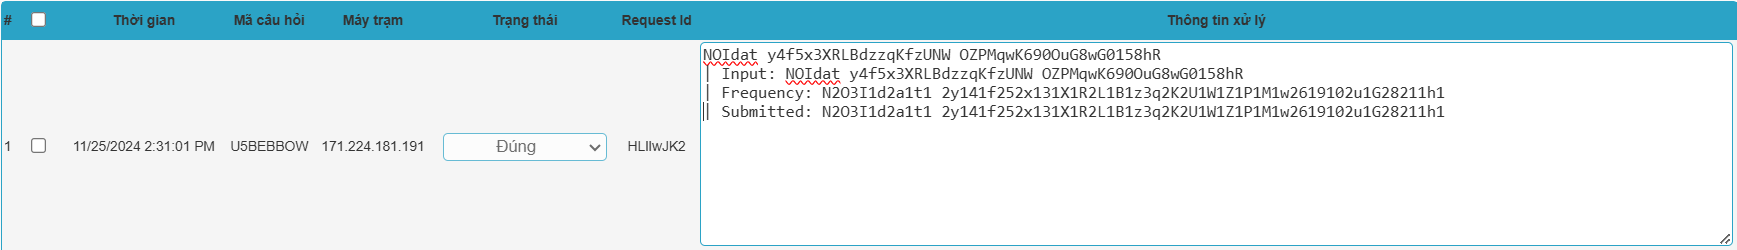 # Thời gian Mã câu hỏi Máy trạm Trạng thái Request Id Thông tin xử lý
1 11/25/2024 2:31:01 PM U5BEBBOW 171.224.181.191 Đúng HLIIwJK2
NOIdat y4f5x3XRLBdzzqKfzUNW OZPMqwK690OuG8wG0158hR
| Input: NOIdat y4f5x3XRLBdzzqKfzUNW OZPMqwK690OuG8wG0158hR
| Frequency: N2O3I1d2a1t1 2y141f252x131X1R2L1B1z3q2K2U1W1Z1P1M1w2619102u1G28211h1
| Submitted: N2O3I1d2a1t1 2y141f252x131X1R2L1B1z3q2K2U1W1Z1P1M1w2619102u1G28211h1